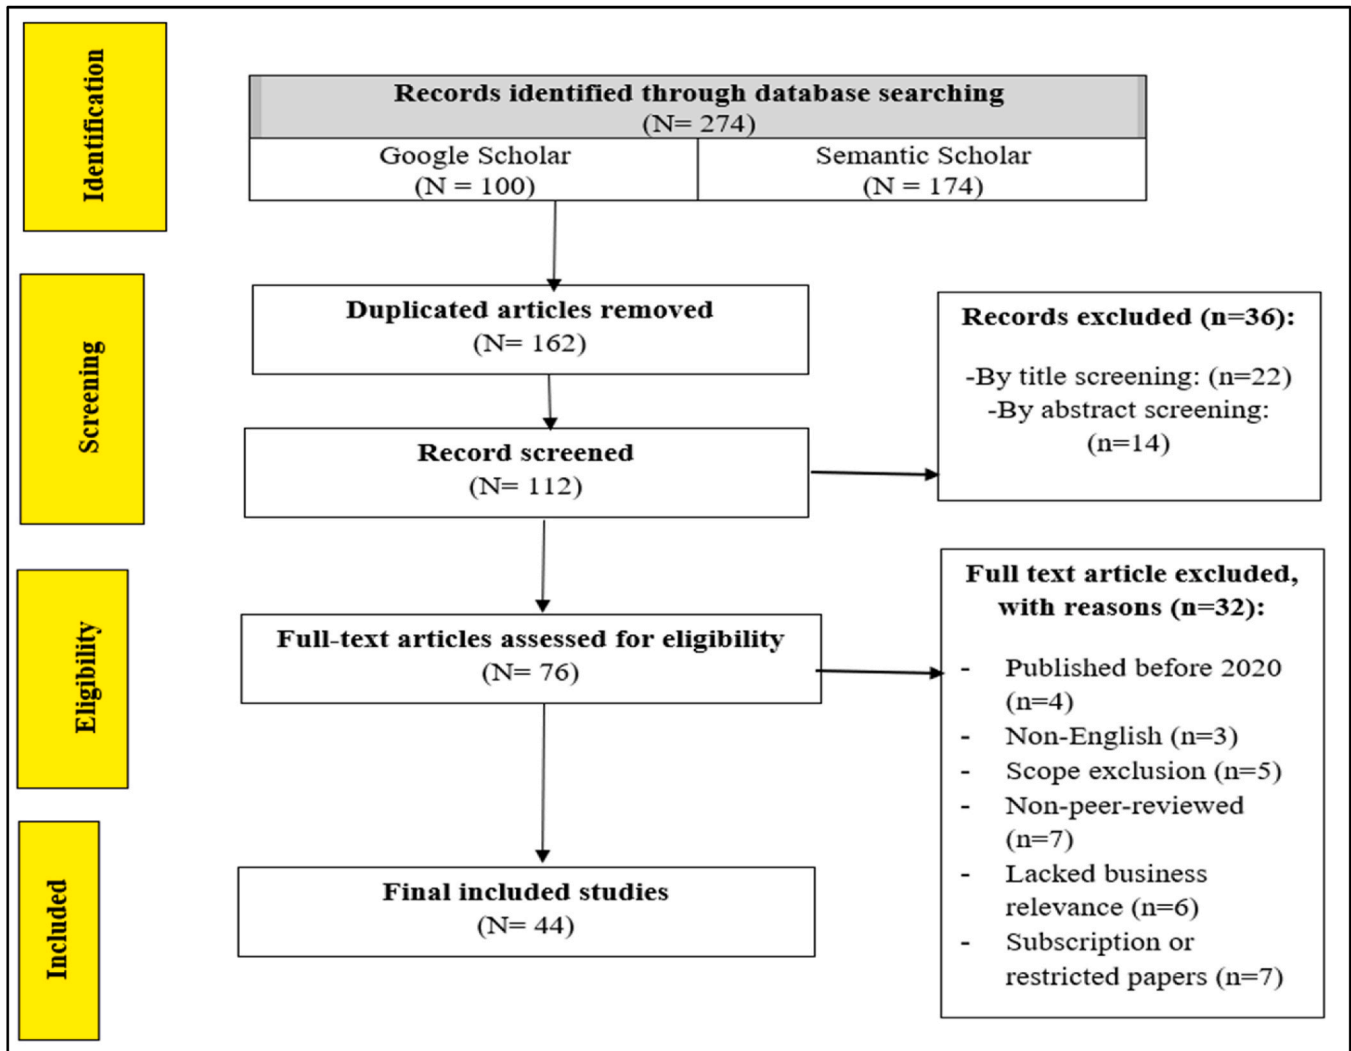 Identification
Records identified through database searching
(N= 274)
Google Scholar
(N = 100)
Semantic Scholar
(N = 174)
Screening
Duplicated articles removed
(N= 162)
Record screened
(N= 112)
Records excluded (n=36):
-By title screening: (n=22)
-By abstract screening:
(n=14)
Eligibility
Full-text articles assessed for eligibility
(N= 76)
Full text article excluded,
with reasons (n=32):
- Published before 2020
(n=4)
- Non-English (n=3)
- Scope exclusion (n=5)
- Non-peer-reviewed
(n=7)
- Lacked business
relevance (n=6)
- Subscription or
restricted papers (n=7)
Included
Final included studies
(N= 44)